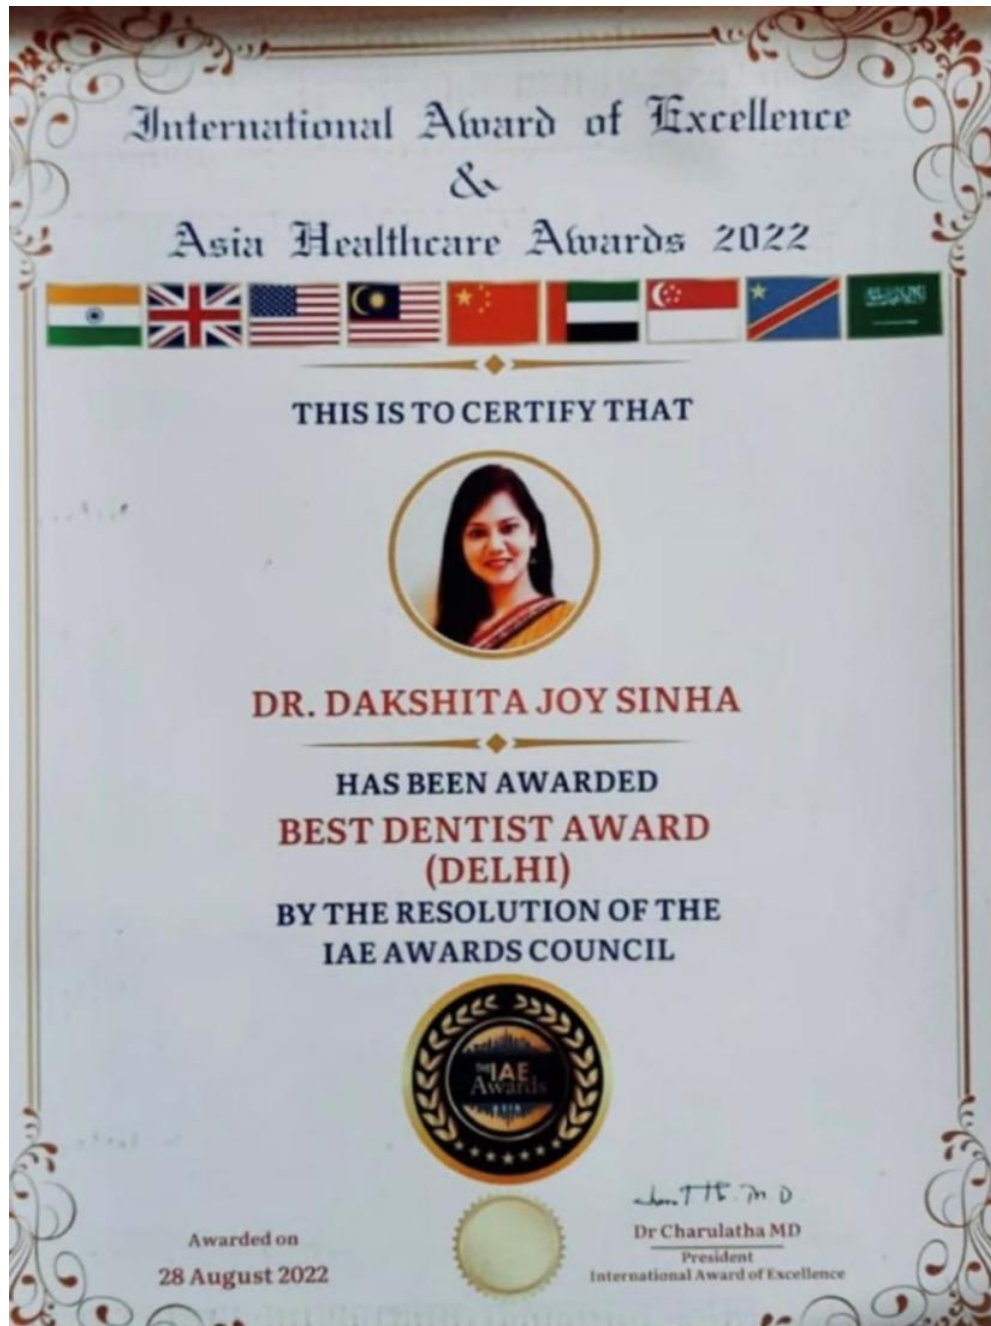 International Award of Excellence
&
Asia Healthcare Awards 2022
THIS IS TO CERTIFY THAT
DR. DAKSHITA JOY SINHA
HAS BEEN AWARDED
BEST DENTIST AWARD
(DELHI)
BY THE RESOLUTION OF THE
IAE AWARDS COUNCIL
THE IAE
Awards
ASIA
Awarded on
28 August 2022
Dr Charulatha MD
President
International Award of Excellence